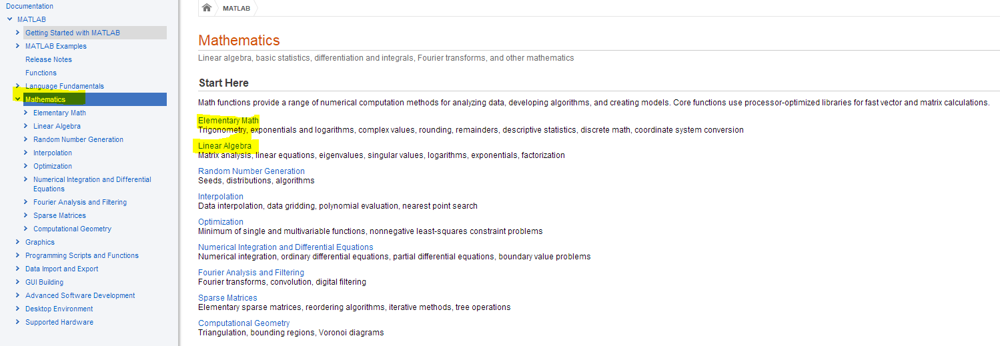 Documentation
MATLAB
Getting Started with MATLAB
MATLAB Examples
Release Notes
Functions
Language Fundamentals
Mathematics
Elementary Math
Linear Algebra
Random Number Generation
Interpolation
Optimization
Numerical Integration and Differential
Equations
Fourier Analysis and Filtering
Sparse Matrices
Computational Geometry
Graphics
Programming Scripts and Functions
Data Import and Export
GUI Building
Advanced Software Development
Desktop Environment
Supported Hardware
MATLAB
Mathematics
Linear algebra, basic statistics, differentiation and integrals, Fourier transforms, and other mathematics
Start Here
Math functions provide a range of numerical computation methods for analyzing data, developing algorithms, and creating models. Core functions use processor-optimized libraries for fast vector and matrix calculations.
Elementary Math
Trigonometry, exponentials and logarithms, complex values, rounding, remainders, descriptive statistics, discrete math, coordinate system conversion
Linear Algebra
Matrix analysis, linear equations, eigenvalues, singular values, logarithms, exponentials, factorization
Random Number Generation
Seeds, distributions, algorithms
Interpolation
Data interpolation, data gridding, polynomial evaluation, nearest point search
Optimization
Minimum of single and multivariable functions, nonnegative least-squares constraint problems
Numerical Integration and Differential Equations
Numerical integration, ordinary differential equations, partial differential equations, boundary value problems
Fourier Analysis and Filtering
Fourier transforms, convolution, digital filtering
Sparse Matrices
Elementary sparse matrices, reordering algorithms, iterative methods, tree operations
Computational Geometry
Triangulation, bounding regions, Voronoi diagrams